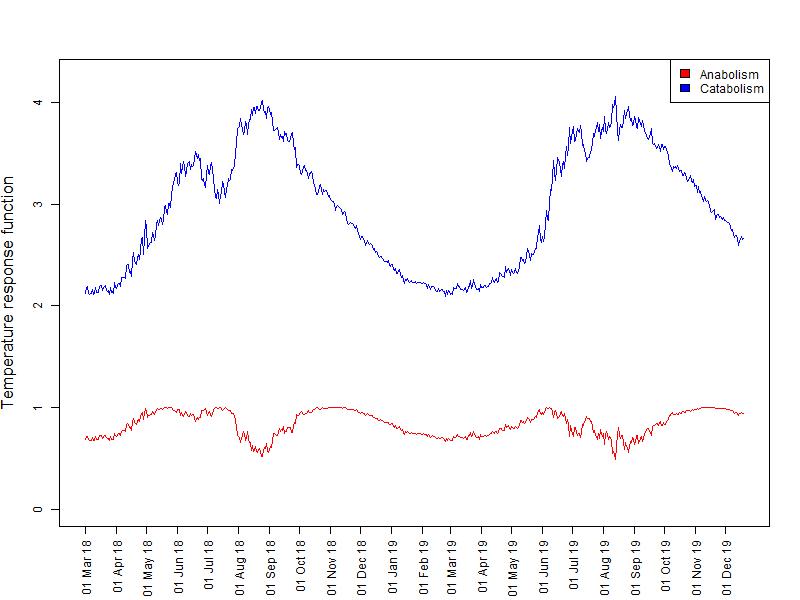 Anabolism
Catabolism
Temperature response function
4
3
2
1
0
01 Mar 18
01 Apr 18
01 May 18
01 Jun 18
01 Jul 18
01 Aug 18
01 Sep 18
01 Oct 18
01 Nov 18
01 Dec 18
01 Jan 19
01 Feb 19
01 Mar 19
01 Apr 19
01 May 19
01 Jun 19
01 Jul 19
01 Aug 19
01 Sep 19
01 Oct 19
01 Nov 19
01 Dec 19